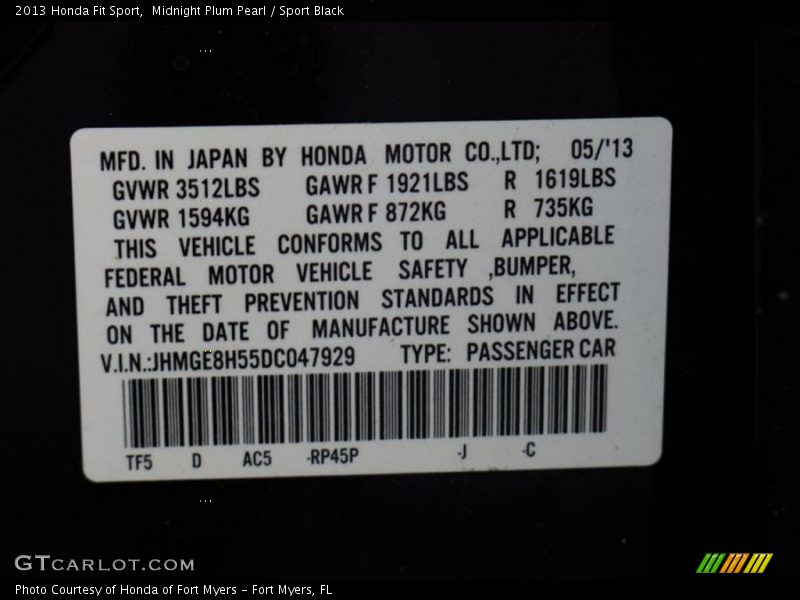 2013 Honda Fit Sport,  Midnight Plum Pearl / Sport Black
MFD. IN JAPAN BY HONDA MOTOR CO.,LTD; 05/'13
GVWR 3512LBS GAWR F 1921LBS R 1619LBS
GVWR 1594KG GAWR F 872KG R 735KG
THIS VEHICLE CONFORMS TO ALL APPLICABLE
FEDERAL MOTOR VEHICLE SAFETY ,BUMPER,
AND THEFT PREVENTION STANDARDS IN EFFECT
ON THE DATE OF MANUFACTURE SHOWN ABOVE.
V.I.N.:JHMGE8H55DC047929 TYPE: PASSENGER CAR
TF5 D AC5 -RP45P -J -C
GTCARLOT.COM
Photo Courtesy of Honda of Fort Myers – Fort Myers, FL